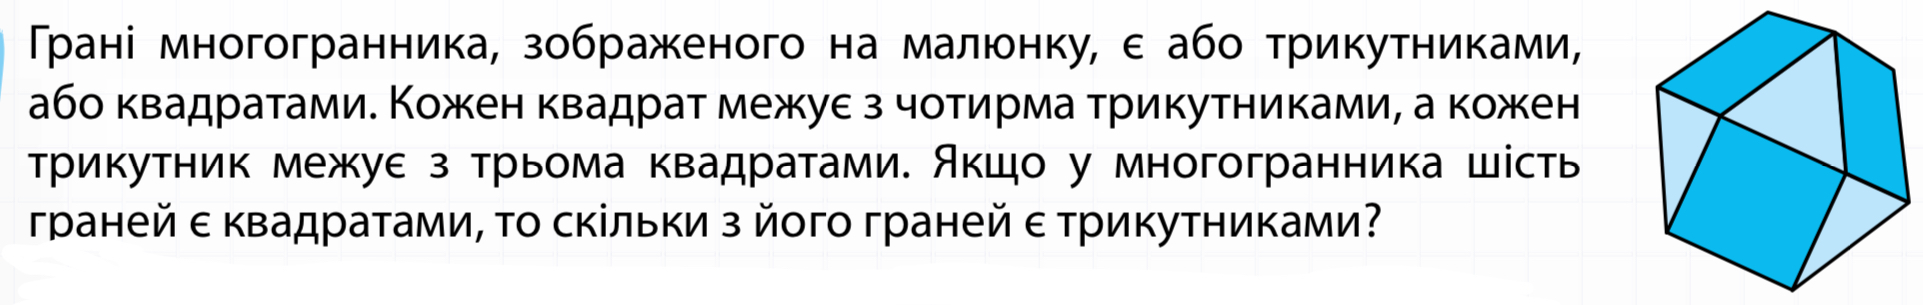 Грані многогранника, зображеного на малюнку, є або трикутниками,
або квадратами. Кожен квадрат межує з чотирма трикутниками, а кожен
трикутник межує з трьома квадратами. Якщо у многогранника шість
граней є квадратами, то скільки з його граней є трикутниками?